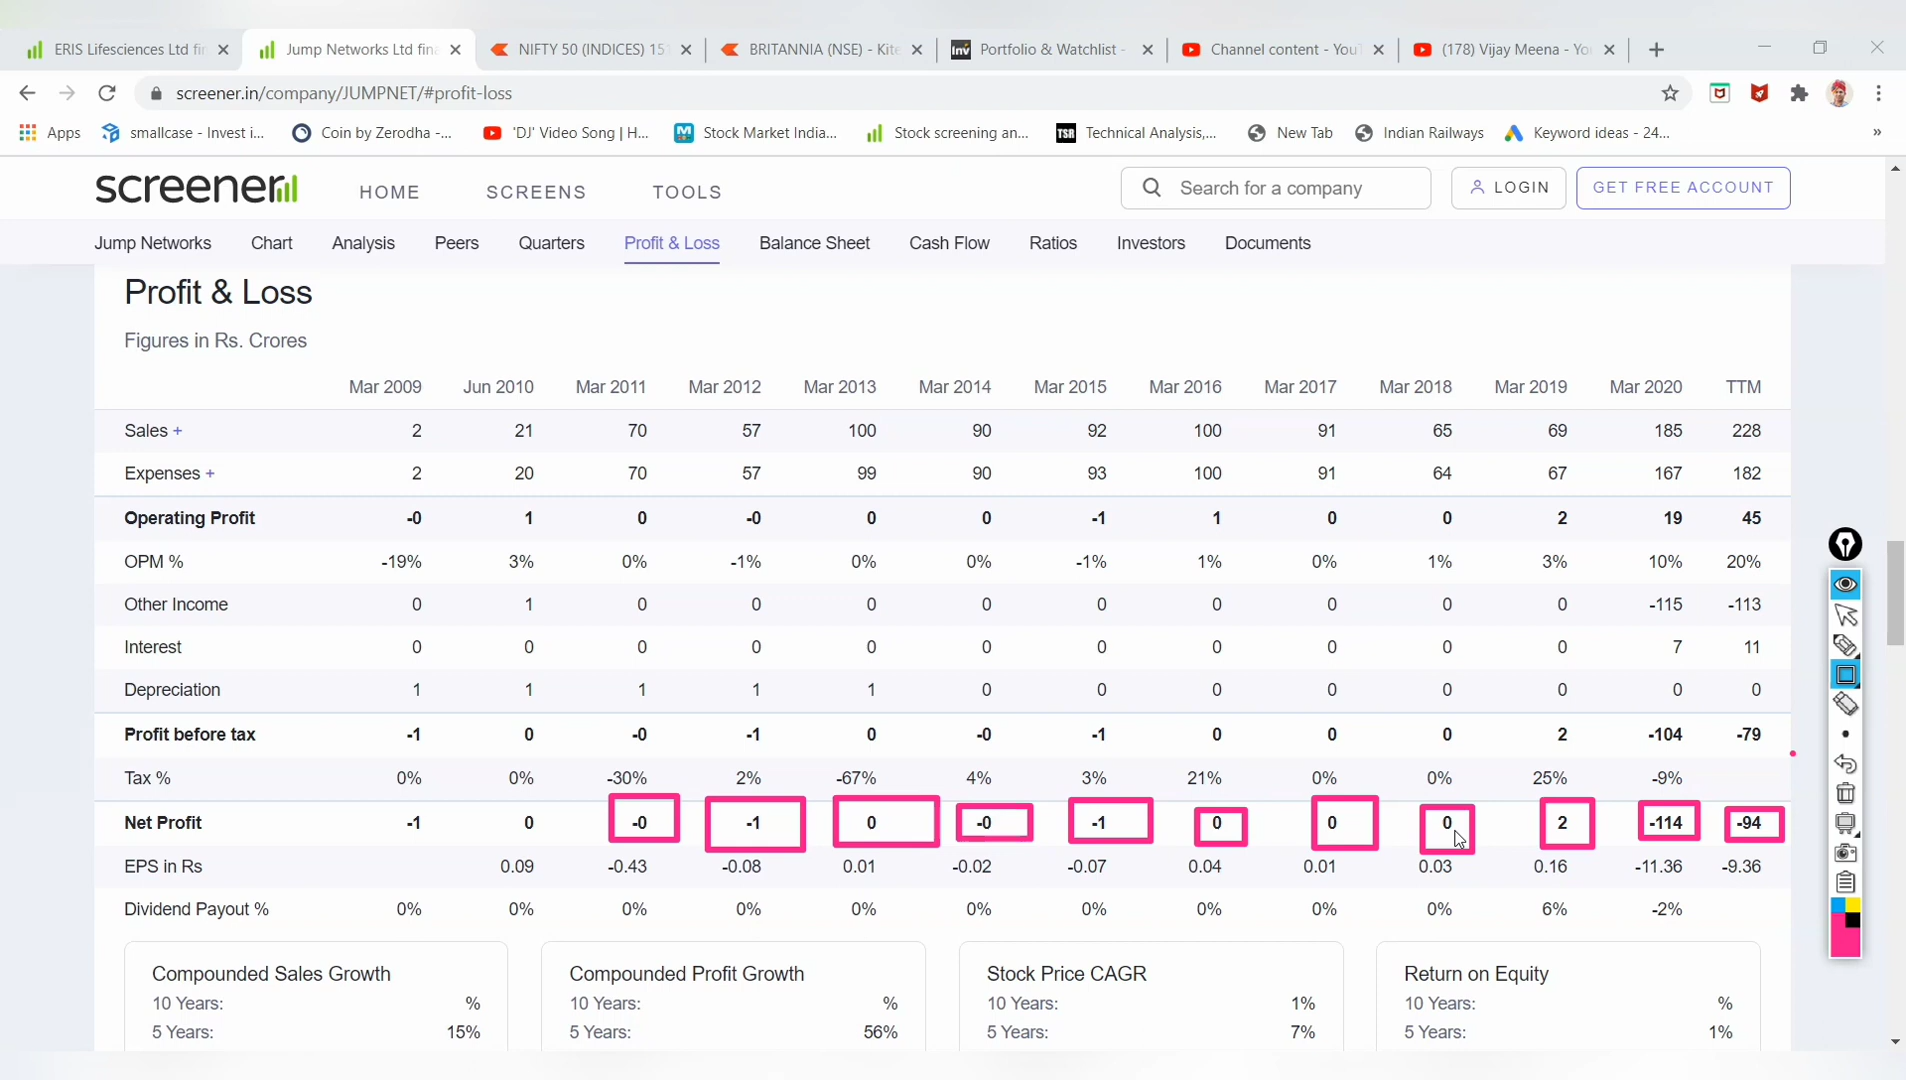 ERIS Lifesciences Ltd fin
Jump Networks Ltd fina
NIFTY 50 (INDICES) 151
BRITANNIA (NSE) - Kite
Portfolio & Watchlist -
Channel content - YouT
(178) Vijay Meena - Yo
screener.in/company/JUMPNET/#profit-loss
Apps smallcase - Invest i... Coin by Zerodha -... 'DJ' Video Song | H... Stock Market India... Stock screening an... TSR Technical Analysis,... New Tab Indian Railways Keyword ideas - 24... »
screener HOME SCREENS TOOLS Search for a company LOGIN GET FREE ACCOUNT
Jump Networks Chart Analysis Peers Quarters Profit & Loss Balance Sheet Cash Flow Ratios Investors Documents
Profit & Loss
Figures in Rs. Crores
Mar 2009 Jun 2010 Mar 2011 Mar 2012 Mar 2013 Mar 2014 Mar 2015 Mar 2016 Mar 2017 Mar 2018 Mar 2019 Mar 2020 TTM
Sales + 2 21 70 57 100 90 92 100 91 65 69 185 228
Expenses + 2 20 70 57 99 90 93 100 91 64 67 167 182
Operating Profit -0 1 0 -0 0 0 -1 1 0 0 2 19 45
OPM % -19% 3% 0% -1% 0% 0% -1% 1% 0% 1% 3% 10% 20%
Other Income 0 1 0 0 0 0 0 0 0 0 0 -115 -113
Interest 0 0 0 0 0 0 0 0 0 0 0 7 11
Depreciation 1 1 1 1 1 0 0 0 0 0 0 0 0
Profit before tax -1 0 -0 -1 0 -0 -1 0 0 0 2 -104 -79
Tax % 0% 0% -30% 2% -67% 4% 3% 21% 0% 0% 25% -9%
Net Profit -1 0 -0 -1 0 -0 -1 0 0 0 2 -114 -94
EPS in Rs 0.09 -0.43 -0.08 0.01 -0.02 -0.07 0.04 0.01 0.03 0.16 -11.36 -9.36
Dividend Payout % 0% 0% 0% 0% 0% 0% 0% 0% 0% 0% 6% -2%
Compounded Sales Growth
10 Years: %
5 Years: 15%
Compounded Profit Growth
10 Years: %
5 Years: 56%
Stock Price CAGR
10 Years: 1%
5 Years: 7%
Return on Equity
10 Years: %
5 Years: 1%